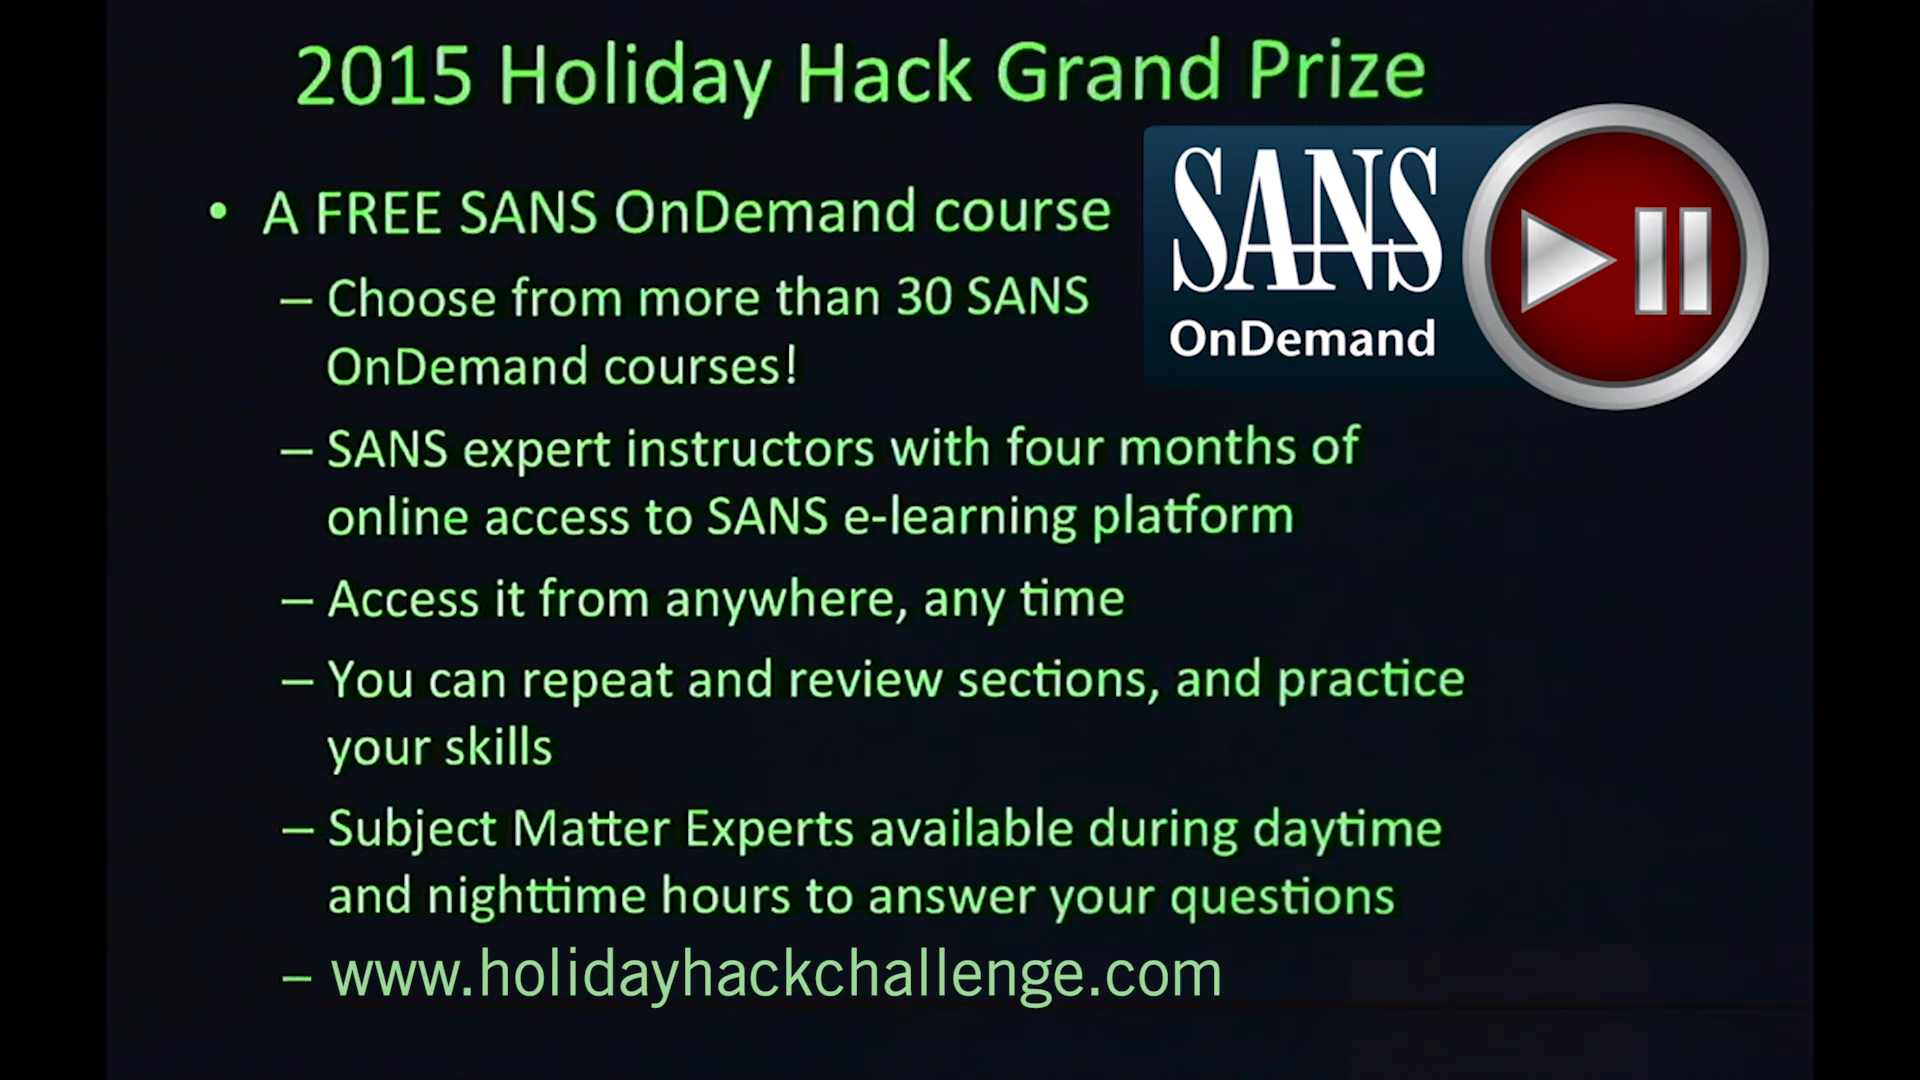 2015 Holiday Hack Grand Prize
• A FREE SANS OnDemand course
– Choose from more than 30 SANS
OnDemand courses!
– SANS expert instructors with four months of
online access to SANS e-learning platform
– Access it from anywhere, any time
– You can repeat and review sections, and practice
your skills
– Subject Matter Experts available during daytime
and nighttime hours to answer your questions
– www.holidayhackchallenge.com
SANS
OnDemand